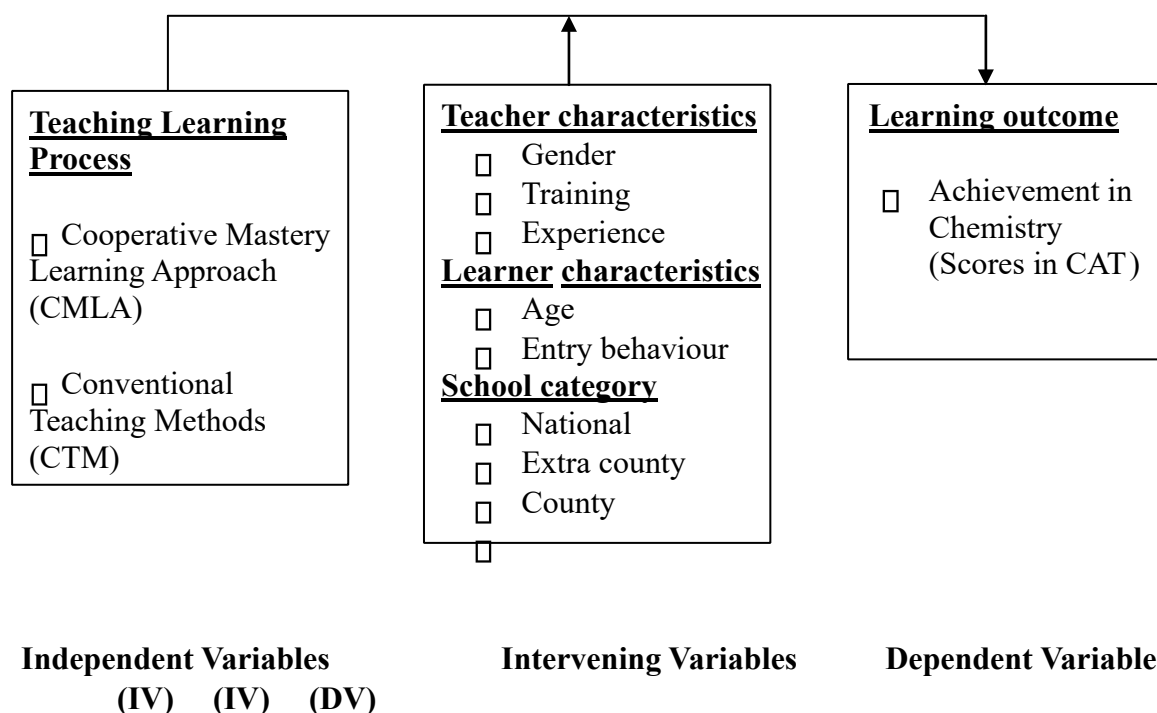 Teaching Learning
Process
Cooperative Mastery
Learning Approach
(CMLA)
Conventional
Teaching Methods
(CTM)
Teacher characteristics
Gender
Training
Experience
Learner characteristics
Age
Entry behaviour
School category
National
Extra county
County
Learning outcome
Achievement in
Chemistry
(Scores in CAT)
Independent Variables Intervening Variables Dependent Variable
(IV) (IV) (DV)